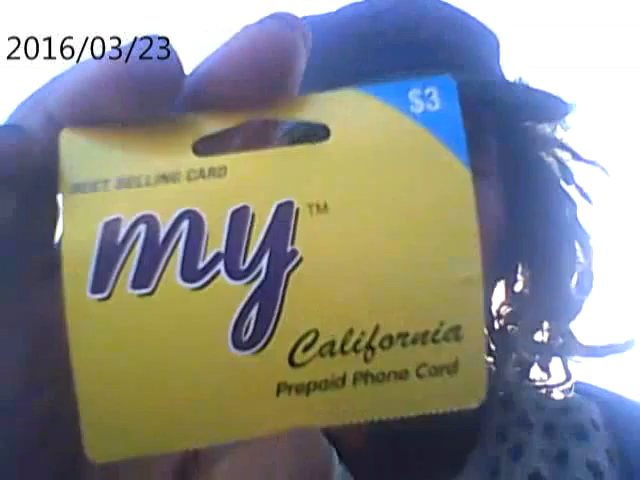 2016/03/23
$3
BEST SELLING CARD
my™
California
Prepaid Phone Card